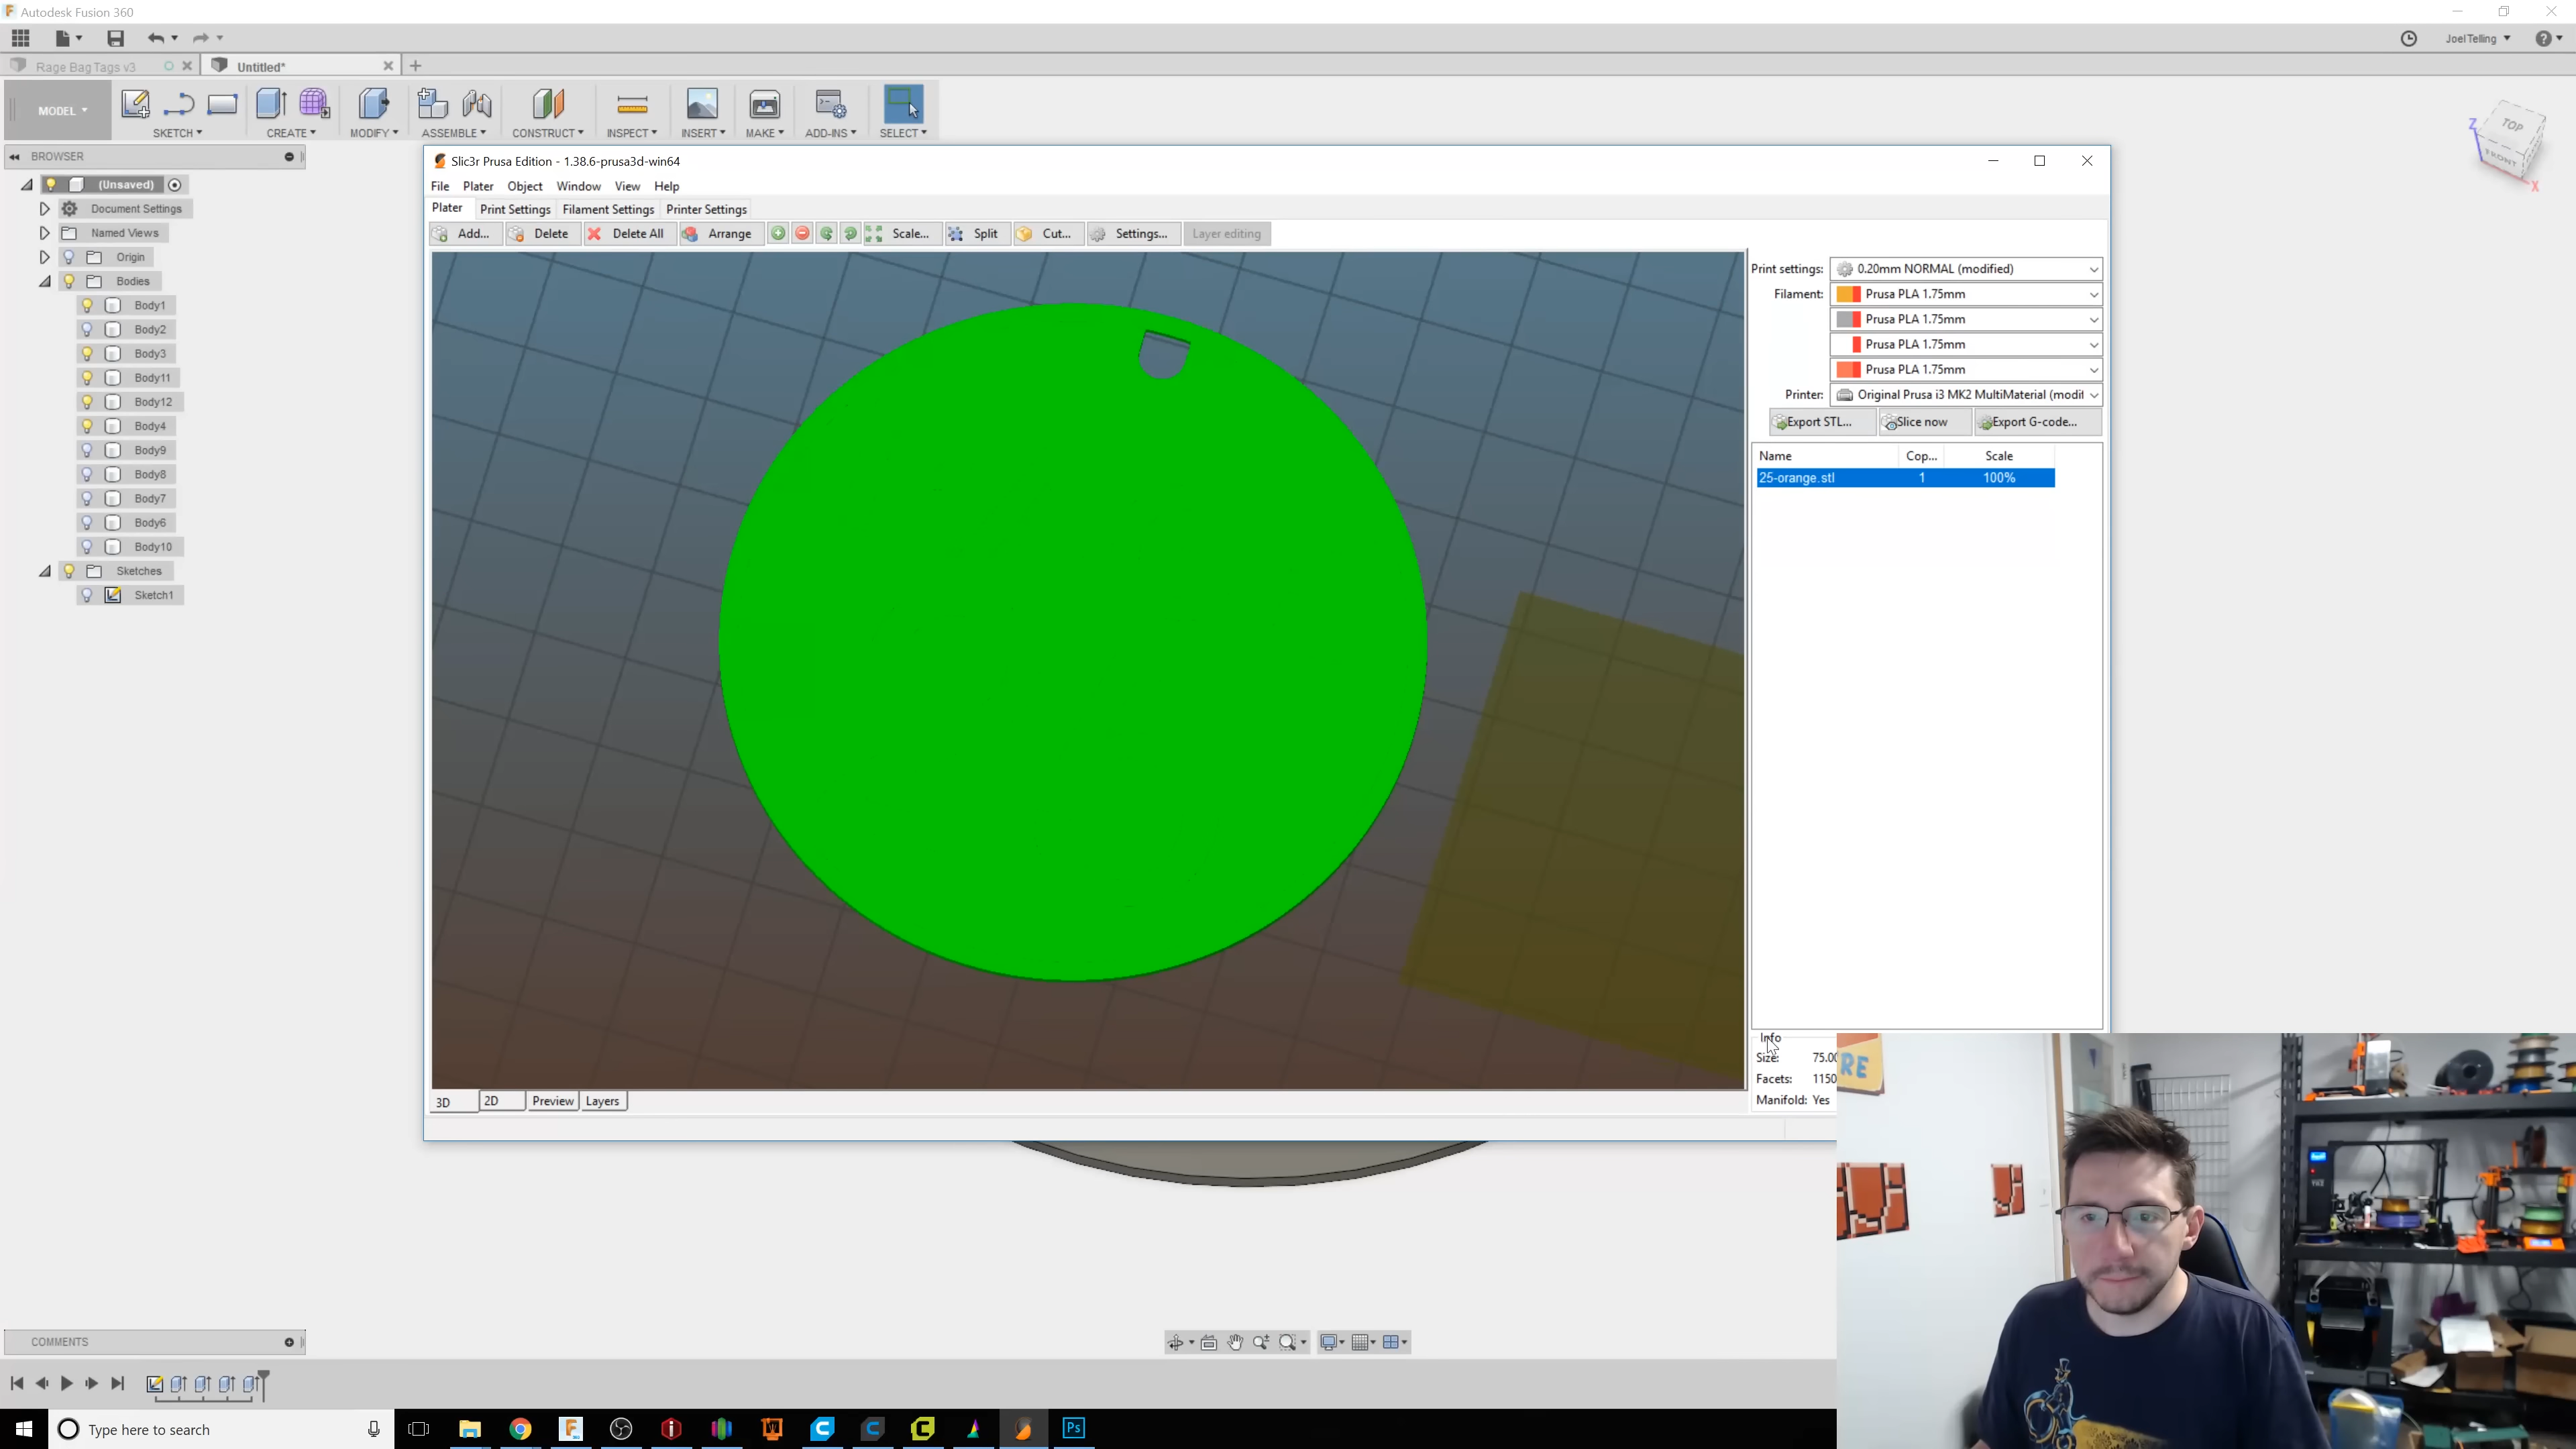 Autodesk Fusion 360
JoelTelling
Rage Bag Tags v3
Untitled*
MODEL
SKETCH
CREATE
MODIFY
ASSEMBLE
CONSTRUCT
INSPECT
INSERT
MAKE
ADD-INS
SELECT
TOP
FRONT
Z
X
BROWSER
(Unsaved)
Document Settings
Named Views
Origin
Bodies
Body1
Body2
Body3
Body11
Body12
Body4
Body9
Body8
Body7
Body6
Body10
Sketches
Sketch1
Slic3r Prusa Edition - 1.38.6-prusa3d-win64
File Plater Object Window View Help
Plater Print Settings Filament Settings Printer Settings
Add... Delete Delete All Arrange Scale... Split Cut... Settings... Layer editing
Print settings: 0.20mm NORMAL (modified)
Filament: Prusa PLA 1.75mm
Prusa PLA 1.75mm
Prusa PLA 1.75mm
Prusa PLA 1.75mm
Printer: Original Prusa i3 MK2 MultiMaterial (modif
Export STL... Slice now Export G-code...
Name Cop... Scale
25-orange.stl 1 100%
Info
Size: 75.00
Facets: 1150
Manifold: Yes
3D 2D Preview Layers
RE
COMMENTS
Type here to search
Ps